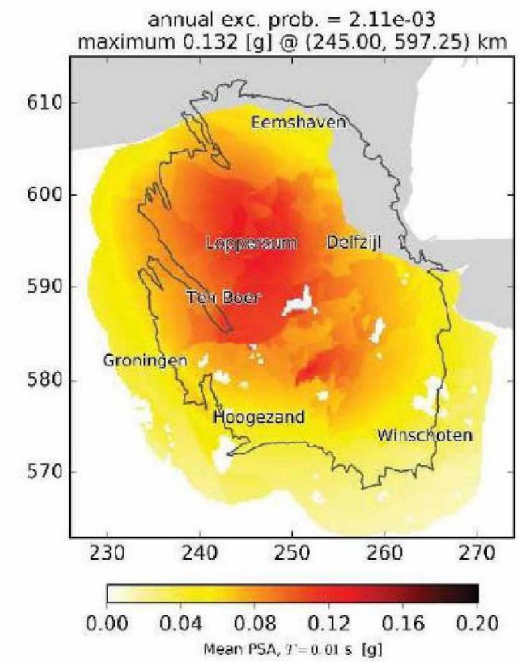 annual exc. prob. = 2.11e-03
maximum 0.132 [g] @ (245.00, 597.25) km
610
Eemshaven
600
Loppersum Delfzijl
590
Ten Boer
Groningen
580
Hoogezand
Winschoten
570
230 240 250 260 270
0.00 0.04 0.08 0.12 0.16 0.20
Mean PSA, T=0.01 s [g]